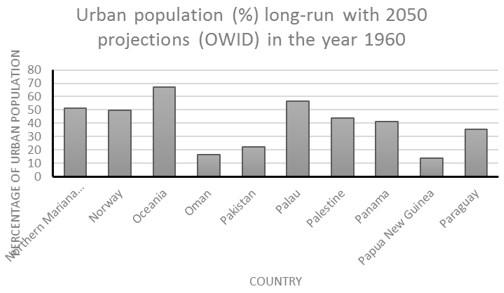 Urban population (%) long-run with 2050
projections (OWID) in the year 1960
PERCENTAGE OF URBAN POPULATION
80
70
60
50
40
30
20
10
0
Northern Mariana...
Norway
Oceania
Oman
Pakistan
Palau
Palestine
Panama
Papua New Guinea
Paraguay
COUNTRY